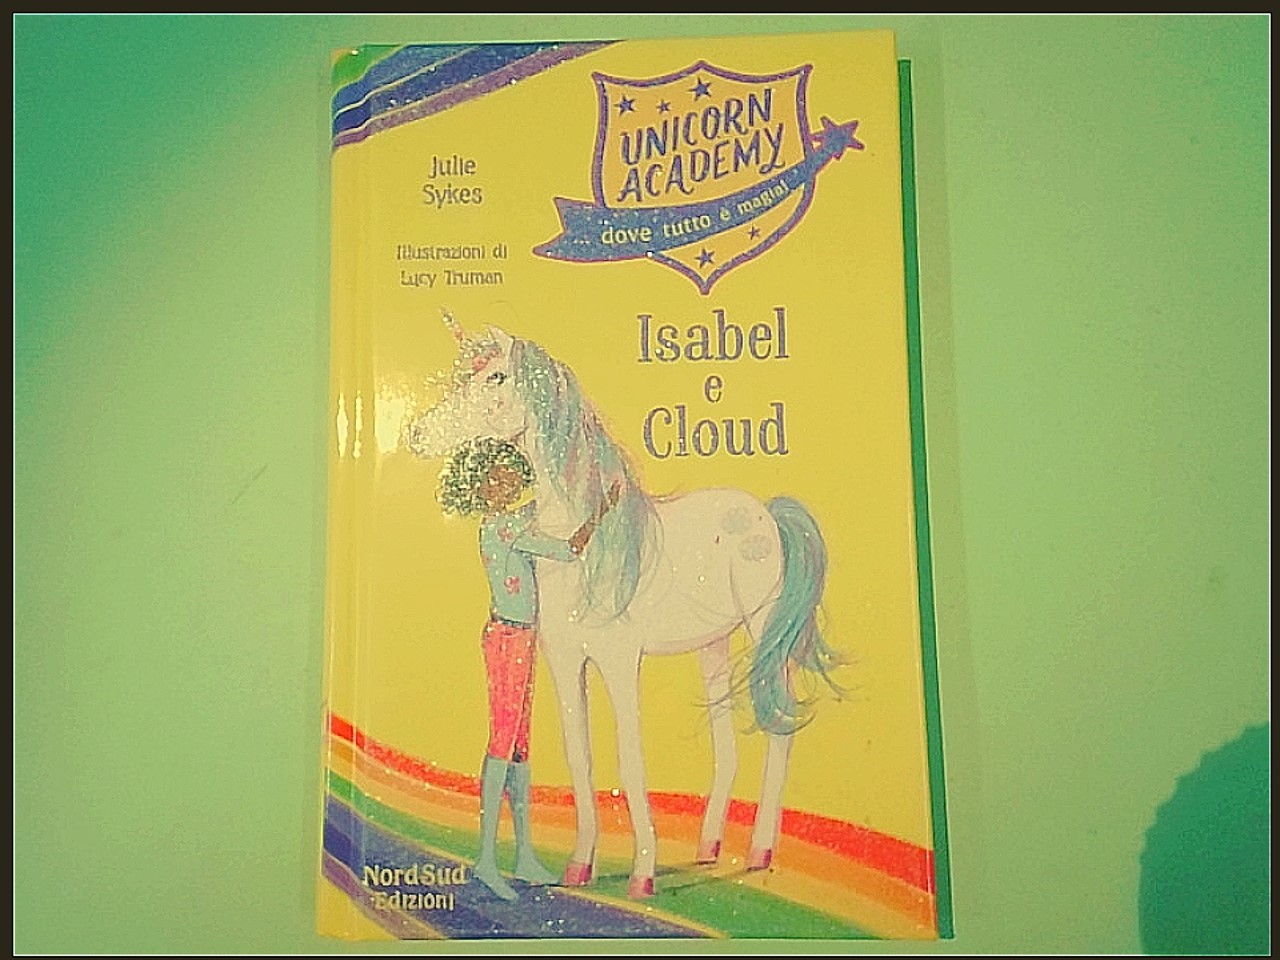 Julie
Sykes
Illustrazioni di
Lucy Truman
UNICORN
ACADEMY
... dove tutto è magia!
Isabel
e
Cloud
NordSud
Edizioni